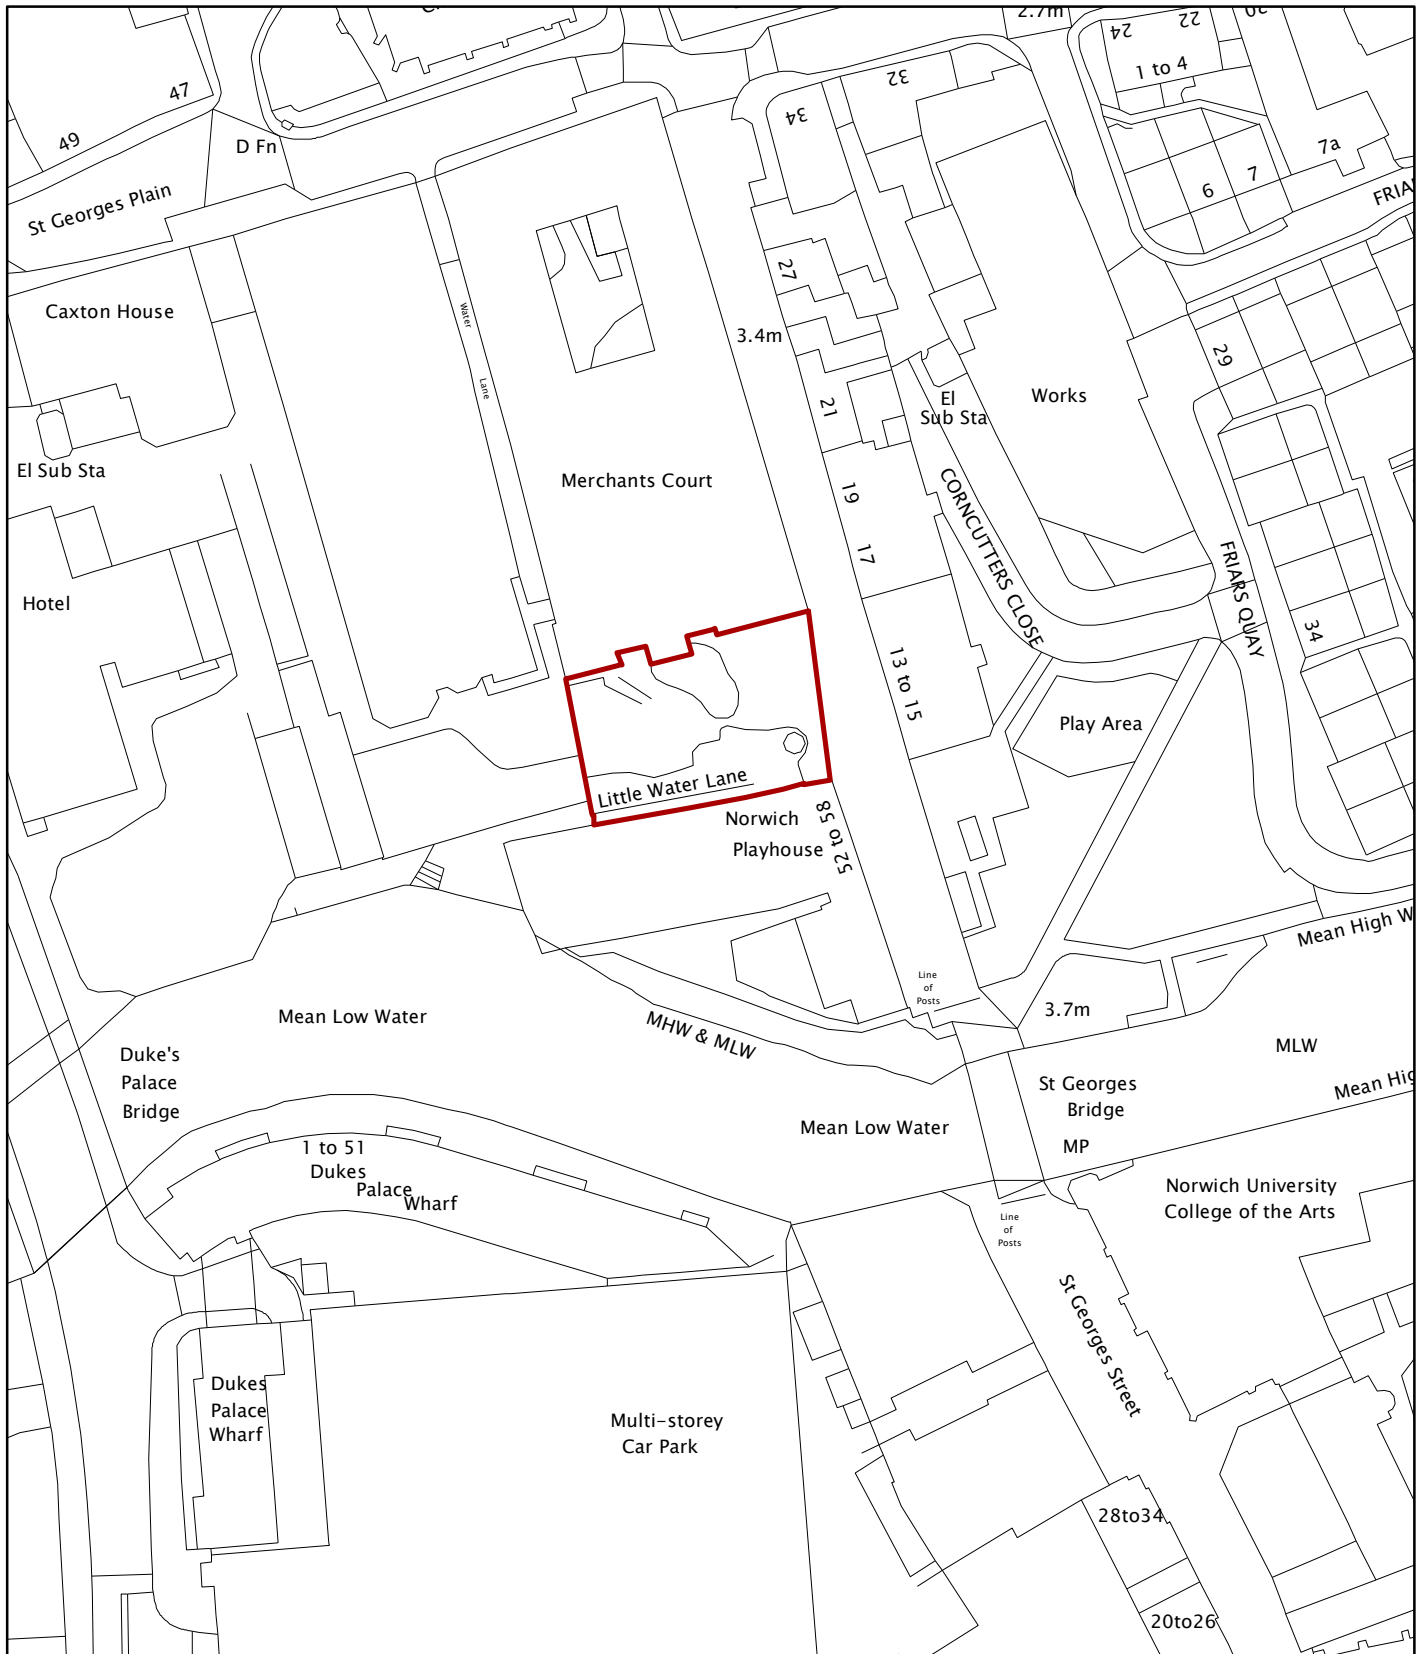 2.7m
24
22
20
1 to 4
47
49
D Fn
34
32
7a
6
7
St Georges Plain
27
Caxton House
Water
Lane
3.4m
29
21
El
Sub Sta
Works
El Sub Sta
Merchants Court
19
17
CORNCUTTERS CLOSE
FRIARS QUAY
Hotel
34
13 to 15
Play Area
Little Water Lane
Norwich
Playhouse
52 to 58
Mean High W
Line
of
Posts
3.7m
Mean Low Water
MHW & MLW
MLW
Duke's
Palace
Bridge
St Georges
Bridge
Mean Hig
Mean Low Water
MP
1 to 51
Dukes
Palace
Wharf
Norwich University
College of the Arts
Line
of
Posts
St Georges Street
Dukes
Palace
Wharf
Multi-storey
Car Park
28to34
20to26